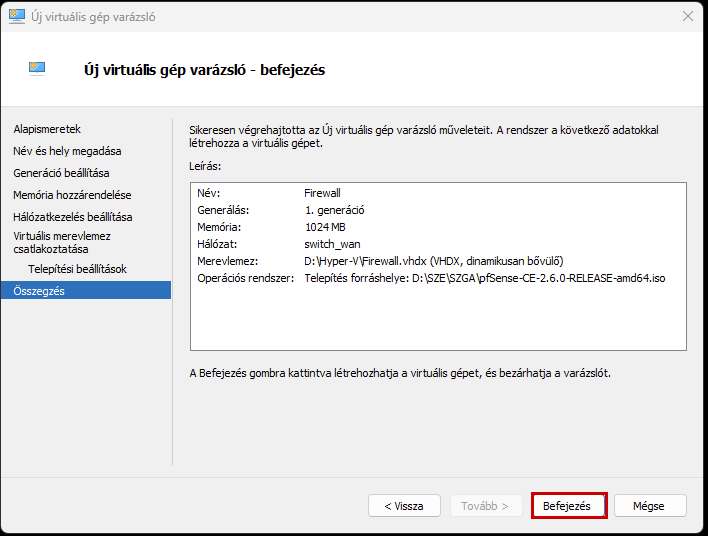 Új virtuális gép varázsló
Új virtuális gép varázsló - befejezés
Alapismeretek
Név és hely megadása
Generáció beállítása
Memória hozzárendelése
Hálózatkezelés beállítása
Virtuális merevlemez
csatlakoztatása
Telepítési beállítások
Összegzés
Sikeresen végrehajtotta az Új virtuális gép varázsló műveleteit. A rendszer a következő adatokkal
létrehozza a virtuális gépet.
Leírás:
Név: Firewall
Generálás: 1. generáció
Memória: 1024 MB
Hálózat: switch_wan
Merevlemez: D:\Hyper-V\Firewall.vhdx (VHDX, dinamikusan bővülő)
Operációs rendszer: Telepítés forráshelye: D:\SZE\SZGA\pfSense-CE-2.6.0-RELEASE-amd64.iso
A Befejezés gombra kattintva létrehozhatja a virtuális gépet, és bezárhatja a varázslót.
< Vissza Tovább > Befejezés Mégse